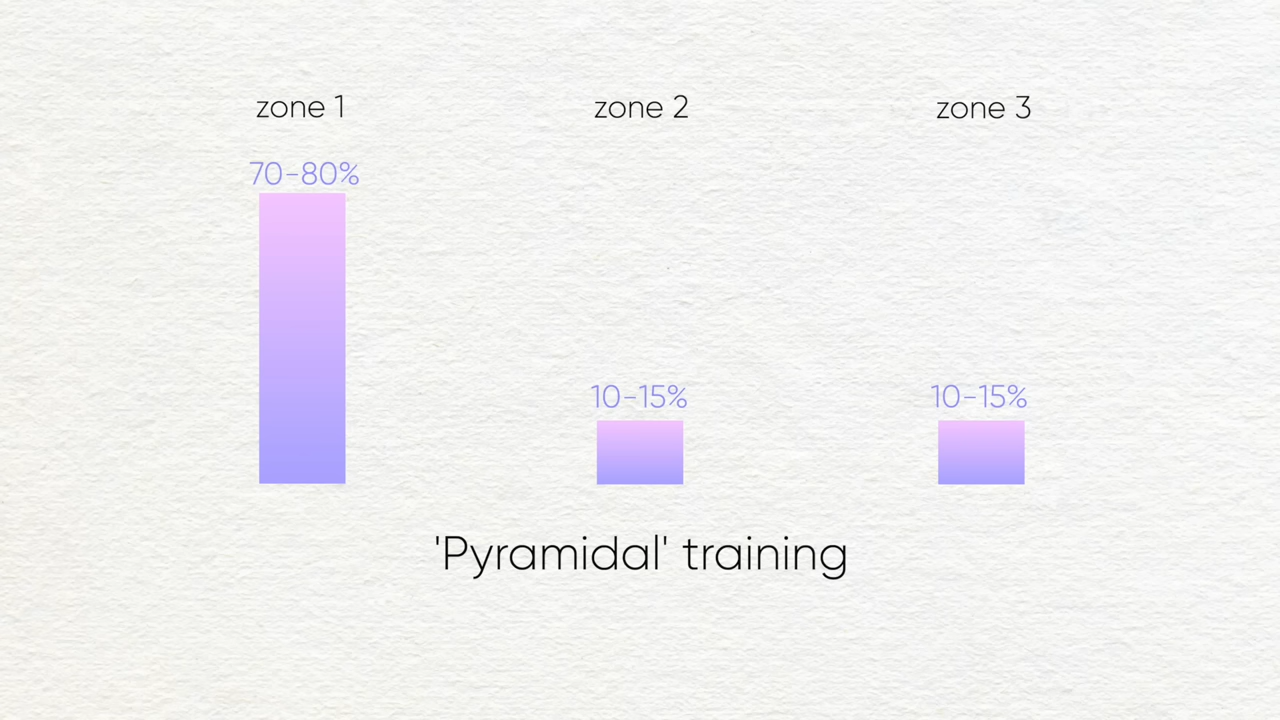 zone 1 zone 2 zone 3
70-80%
10-15% 10-15%
'Pyramidal' training